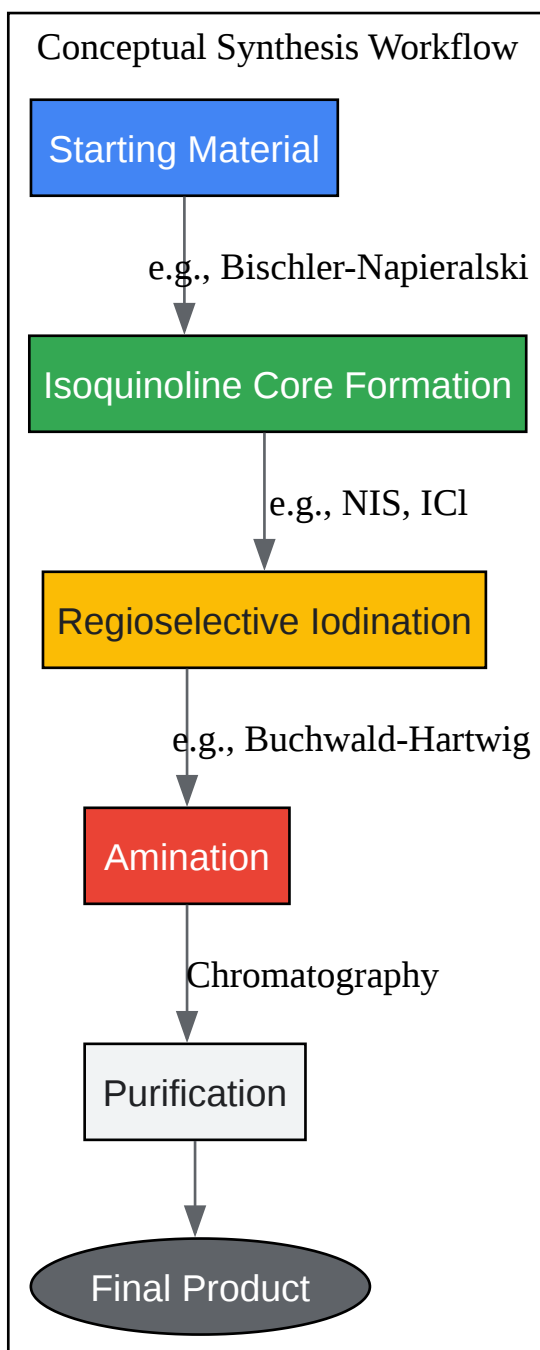 Conceptual Synthesis Workflow
Starting Material
e.g., Bischler-Napieralski
Isoquinoline Core Formation
e.g., NIS, ICl
Regioselective Iodination
e.g., Buchwald-Hartwig
Amination
Chromatography
Purification
Final Product